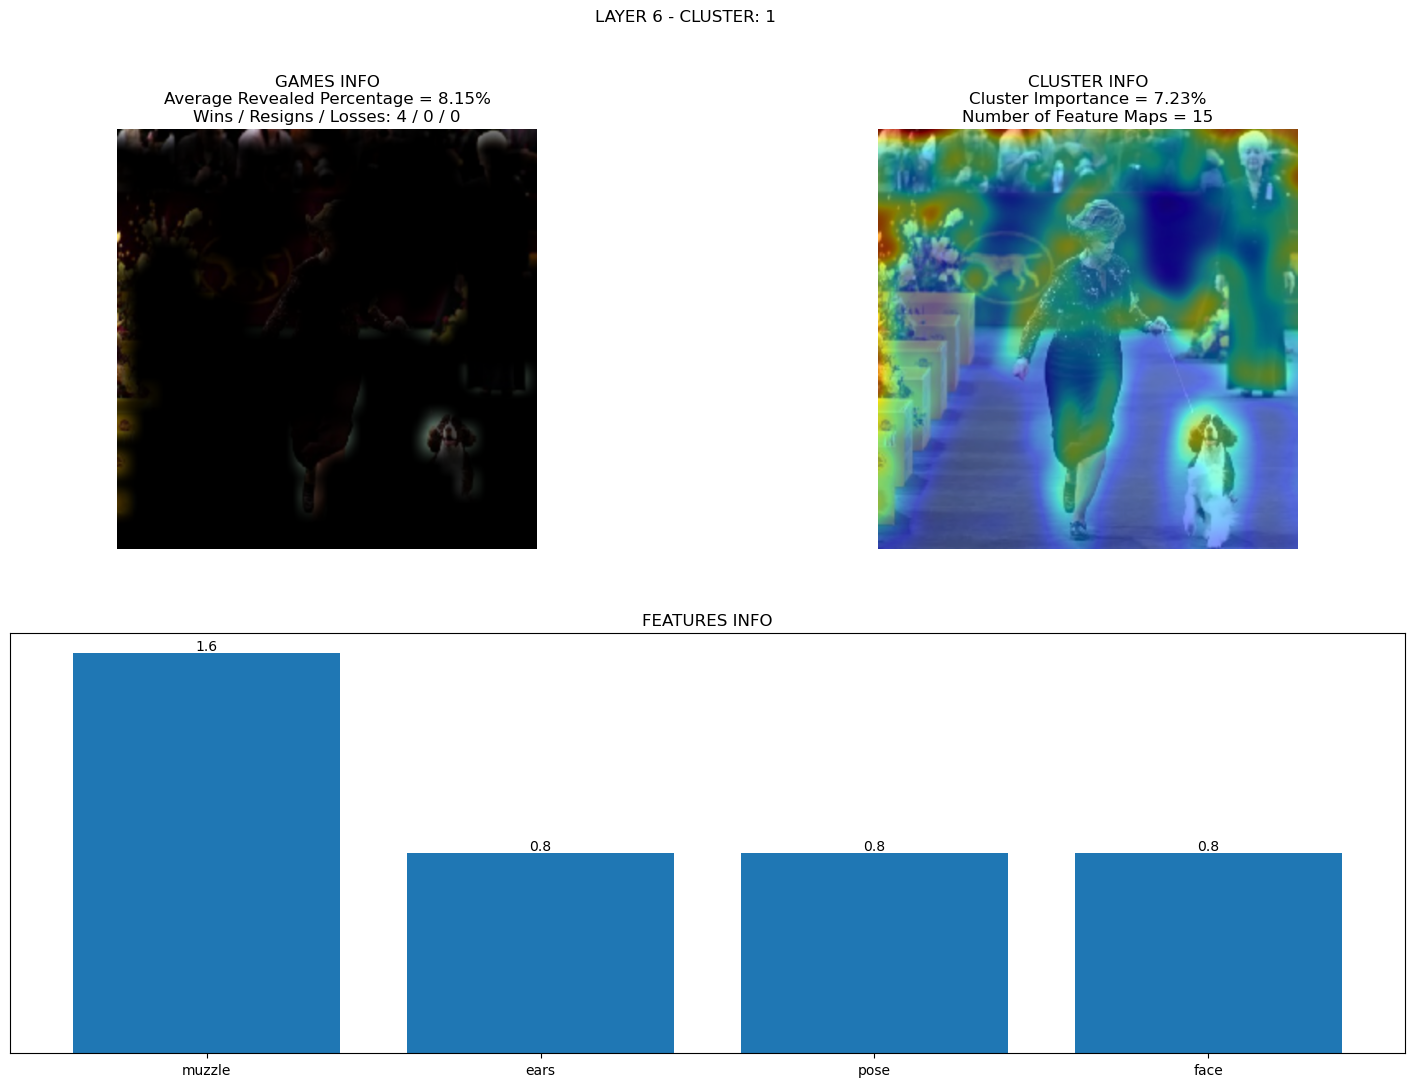 LAYER 6 - CLUSTER: 1
GAMES INFO
Average Revealed Percentage = 8.15%
Wins / Resigns / Losses: 4 / 0 / 0
CLUSTER INFO
Cluster Importance = 7.23%
Number of Feature Maps = 15
FEATURES INFO
1.6
0.8
0.8
0.8
muzzle
ears
pose
face